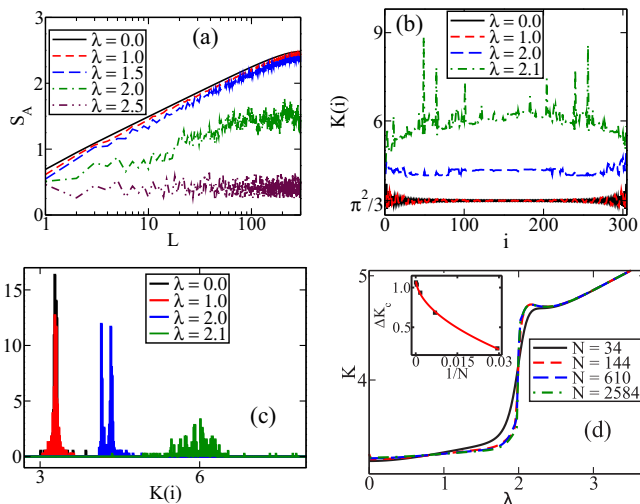 (a)
λ = 0.0
λ = 1.0
λ = 1.5
λ = 2.0
λ = 2.5
S_A
3
2
1
0
1
10
100
L
(b)
λ = 0.0
λ = 1.0
λ = 2.0
λ = 2.1
K(i)
9
6
π²/3
0
100
200
300
i
(c)
λ = 0.0
λ = 1.0
λ = 2.0
λ = 2.1
15
10
5
0
3
6
K(i)
(d)
K
5
4
0
1
2
3
λ
N = 34
N = 144
N = 610
N = 2584
ΔK_c
1.0
0.5
0
0.015
0.03
1/N